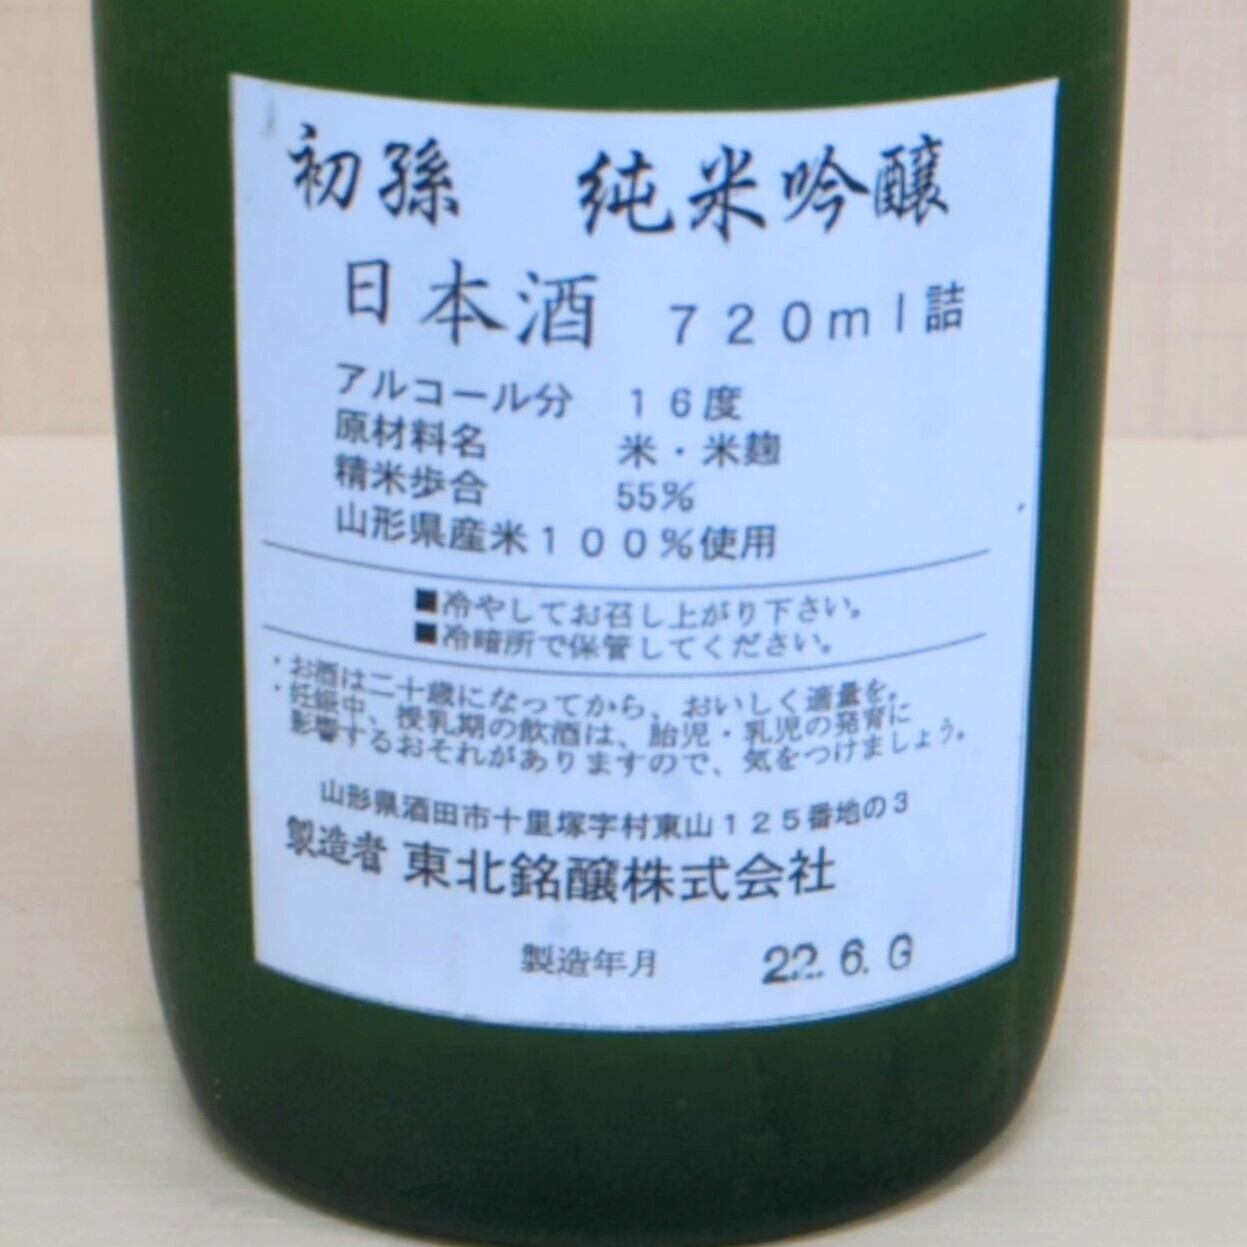 初孫 純米吟醸
日本酒 720ml詰
アルコール分 16度
原材料名 米・米麹
精米歩合 55%
山形県産米100%使用
■冷やしてお召し上がり下さい。
■冷暗所で保管してください。
・お酒は二十歳になってから、おいしく適量を。
・妊娠中、授乳期の飲酒は、胎児・乳児の発育に
影響するおそれがありますので、気をつけましょう。
山形県酒田市十里塚字村東山125番地の3
製造者 東北銘醸株式会社
製造年月 22.6.G